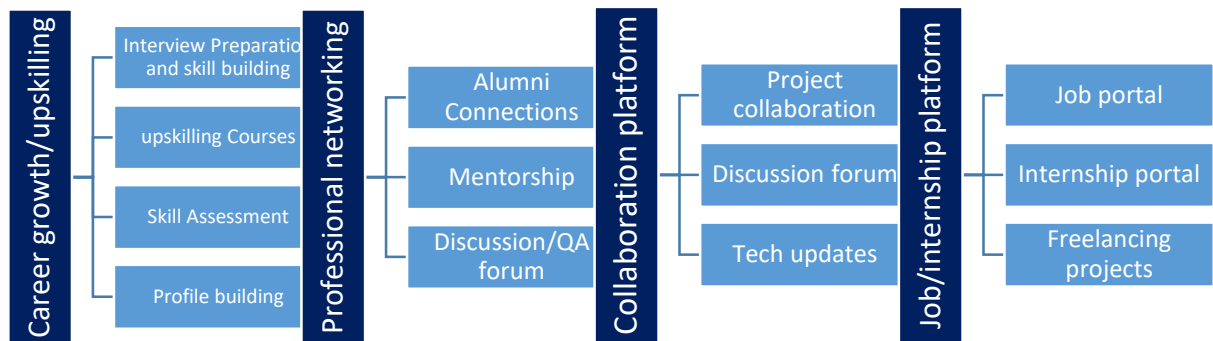 Career growth/upskilling
Interview Preparatio
and skill building
upskilling Courses
Skill Assessment
Profile building
Professional networking
Alumni
Connections
Mentorship
Discussion/QA
forum
Collaboration platform
Project
collaboration
Discussion forum
Tech updates
Job/internship platform
Job portal
Internship portal
Freelancing
projects